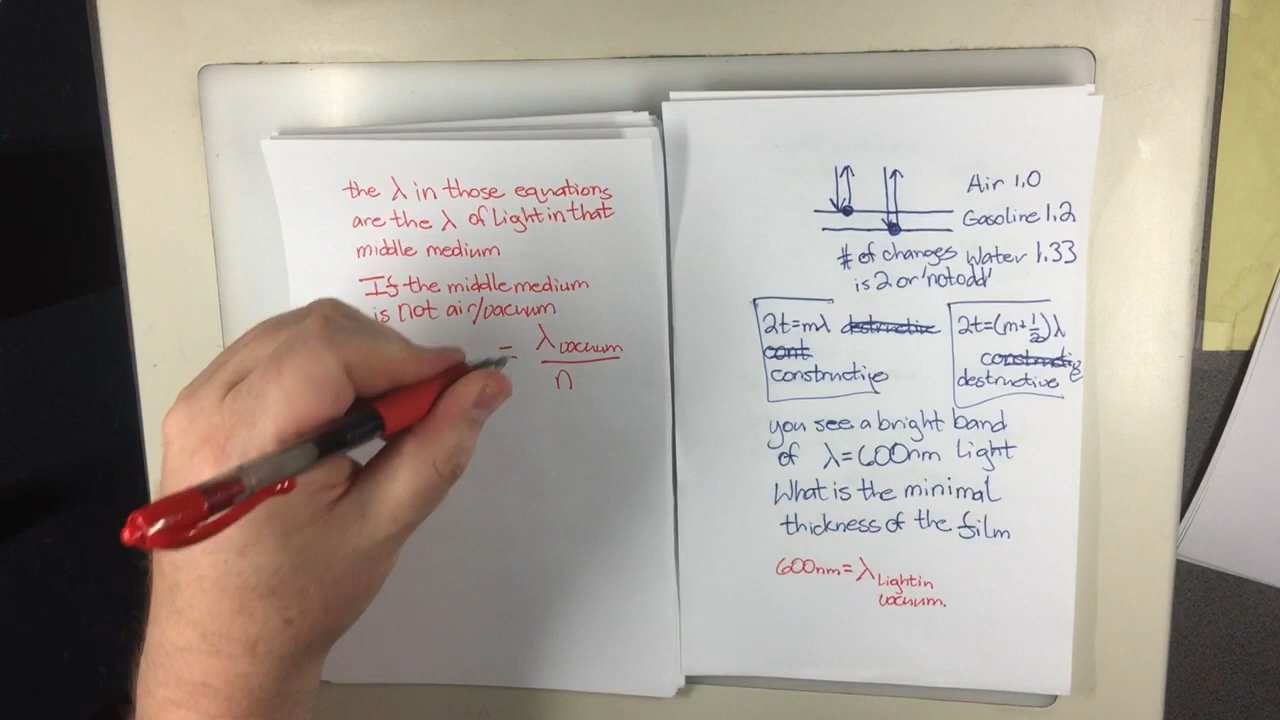 the λ in those equations
are the λ of Light in that
middle medium
If the middle medium
is not air/vacuum
= λvacuum
n
Air 1.0
Gasoline 1.2
# of changes Water 1.33
is 2 or 'not odd'
2t=mλ destructive
cont
constructive
2t=(m+1/2)λ
constructive
destructive
you see a bright band
of λ=600nm Light
What is the minimal
thickness of the film
600nm=λ Light in
vacuum.